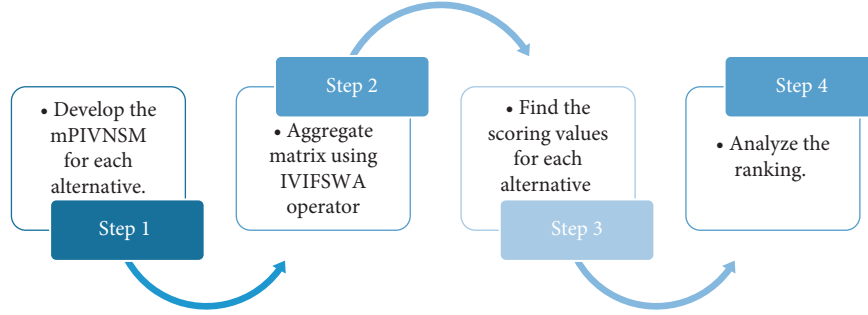 • Develop the
mPIVNSM
for each
alternative.
Step 1
Step 2
• Aggregate
matrix using
IVIFSWA
operator
• Find the
scoring values
for each
alternative
Step 3
Step 4
• Analyze the
ranking.